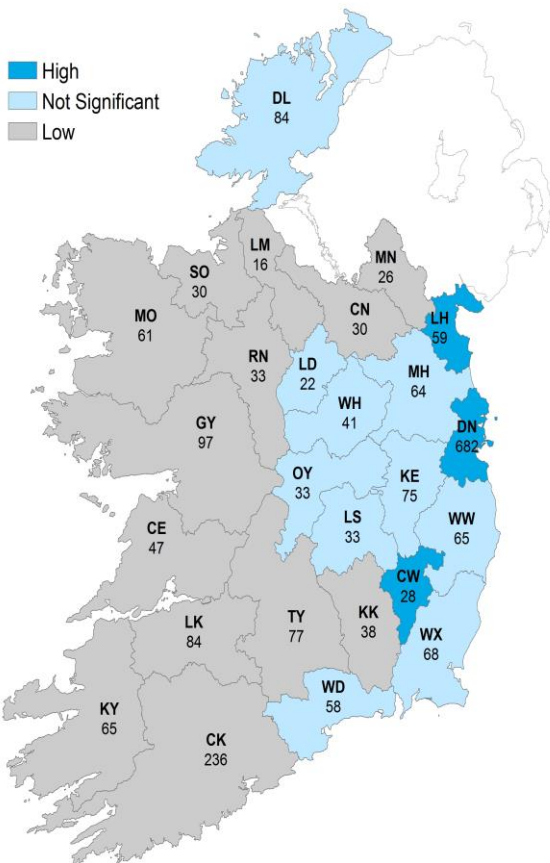 High
Not Significant
Low
DL
84
LM
16
MN
26
SO
30
CN
30
MO
61
LH
59
RN
33
LD
22
MH
64
WH
41
GY
97
DN
682
OY
33
KE
75
LS
33
WW
65
CE
47
CW
28
LK
84
TY
77
KK
38
WX
68
WD
58
KY
65
CK
236